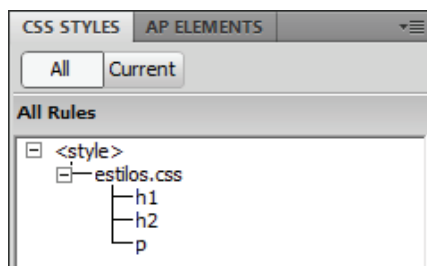 CSS STYLES AP ELEMENTS
All Current
All Rules
<style>
estilos.css
h1
h2
p